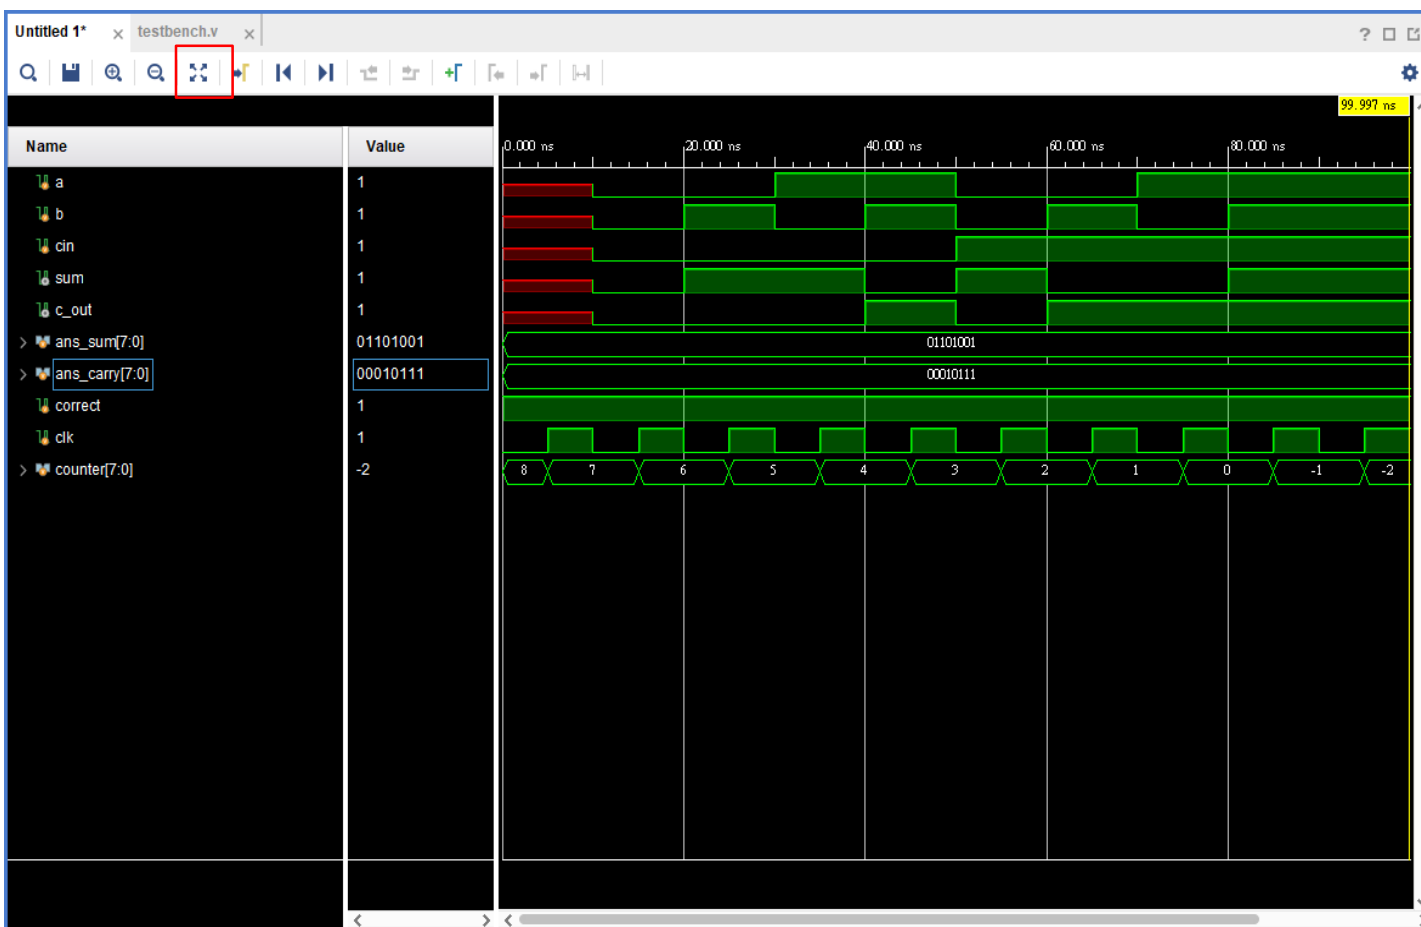 Untitled 1*
testbench.v
99.997 ns
Name Value 0.000 ns 20.000 ns 40.000 ns 60.000 ns 80.000 ns
a 1
b 1
cin 1
sum 1
c_out 1
ans_sum[7:0] 01101001 01101001
ans_carry[7:0] 00010111 00010111
correct 1
clk 1
counter[7:0] -2 8 7 6 5 4 3 2 1 0 -1 -2